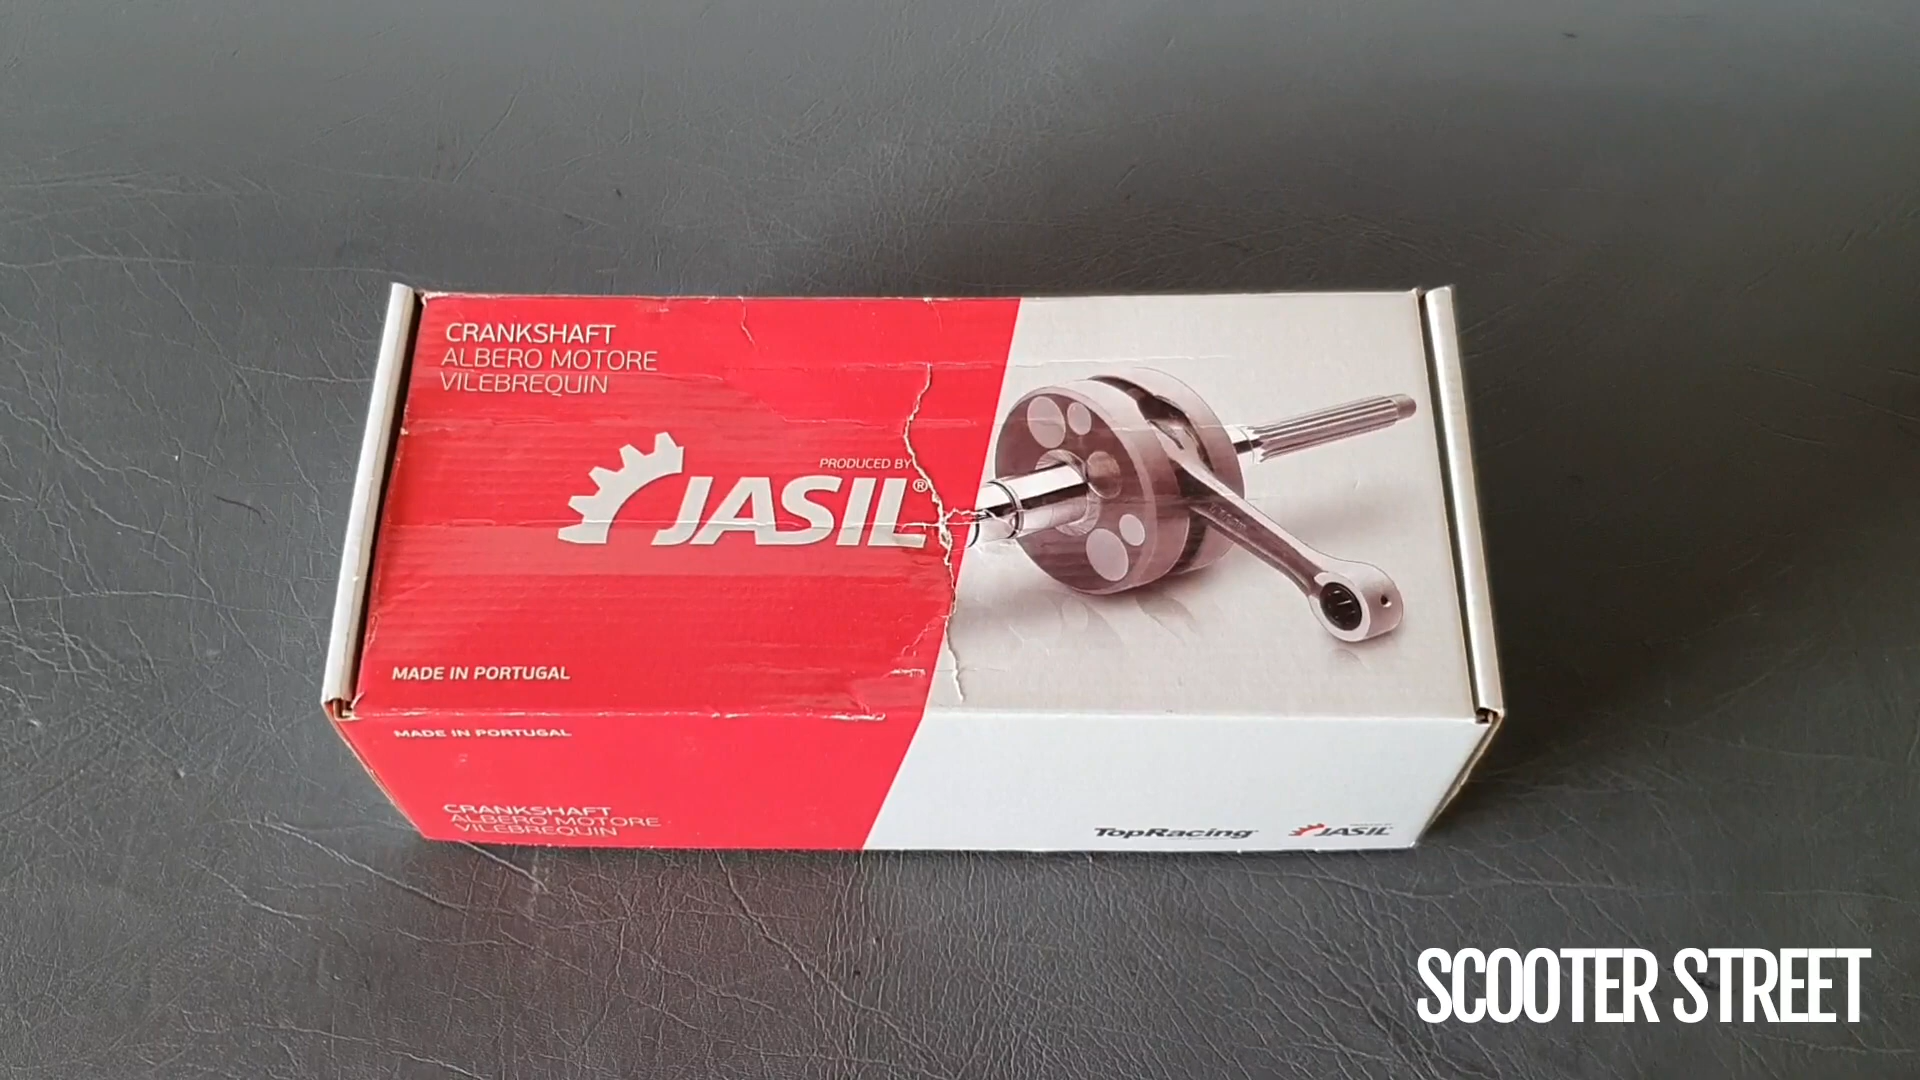 CRANKSHAFT
ALBERO MOTORE
VILEBREQUIN
PRODUCED BY
JASIL®
MADE IN PORTUGAL
MADE IN PORTUGAL
CRANKSHAFT
ALBERO MOTORE
VILEBREQUIN
TopRacing
JASIL
SCOOTER STREET